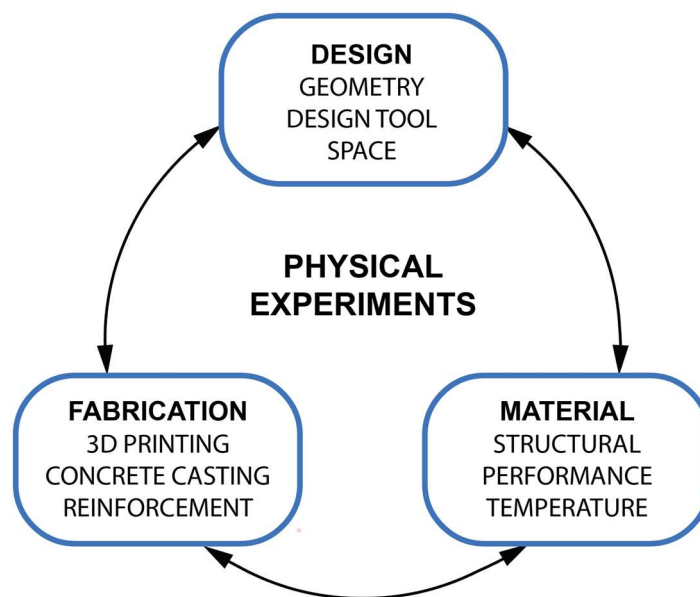 DESIGN
GEOMETRY
DESIGN TOOL
SPACE
PHYSICAL
EXPERIMENTS
FABRICATION
3D PRINTING
CONCRETE CASTING
REINFORCEMENT
MATERIAL
STRUCTURAL
PERFORMANCE
TEMPERATURE